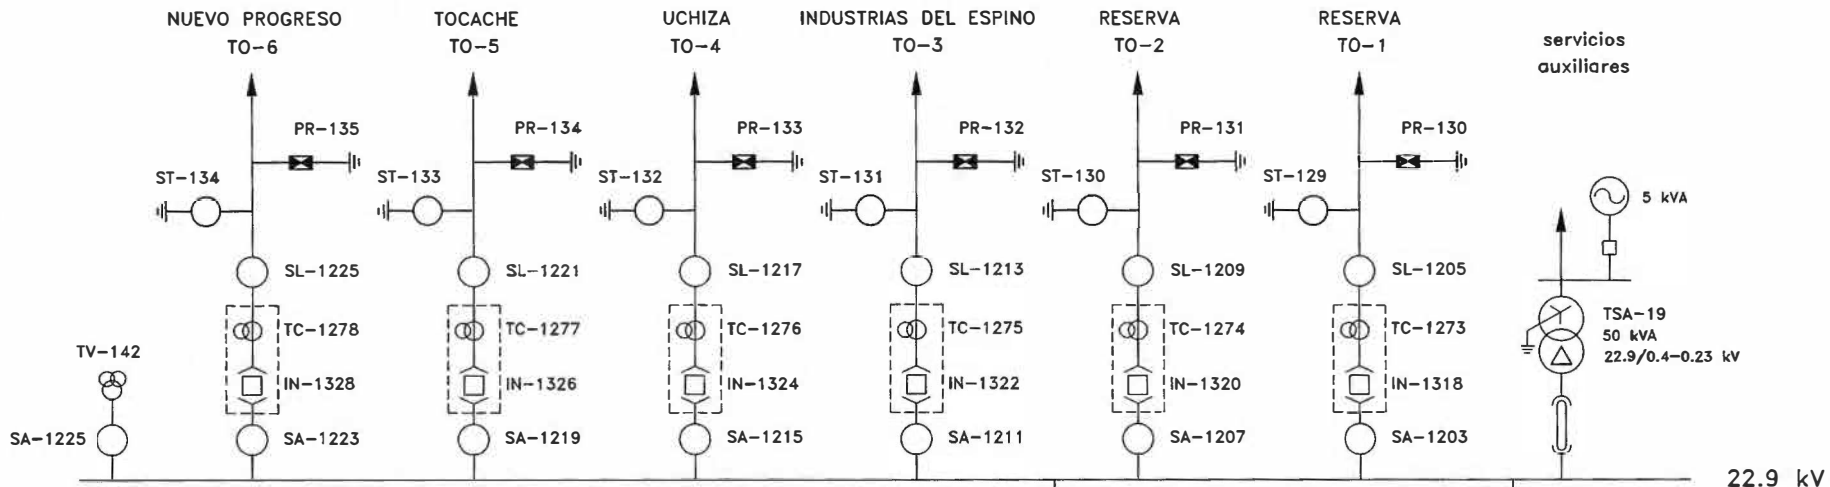 NUEVO PROGRESO
TO-6
TOCACHE
TO-5
UCHIZA
TO-4
INDUSTRIAS DEL ESPINO
TO-3
RESERVA
TO-2
RESERVA
TO-1
servicios
auxiliares
PR-135
PR-134
PR-133
PR-132
PR-131
PR-130
ST-134
ST-133
ST-132
ST-131
ST-130
ST-129
5 kVA
SL-1225
SL-1221
SL-1217
SL-1213
SL-1209
SL-1205
TC-1278
TC-1277
TC-1276
TC-1275
TC-1274
TC-1273
TSA-19
50 kVA
22.9/0.4-0.23 kV
TV-142
IN-1328
IN-1326
IN-1324
IN-1322
IN-1320
IN-1318
SA-1225
SA-1223
SA-1219
SA-1215
SA-1211
SA-1207
SA-1203
22.9 kV